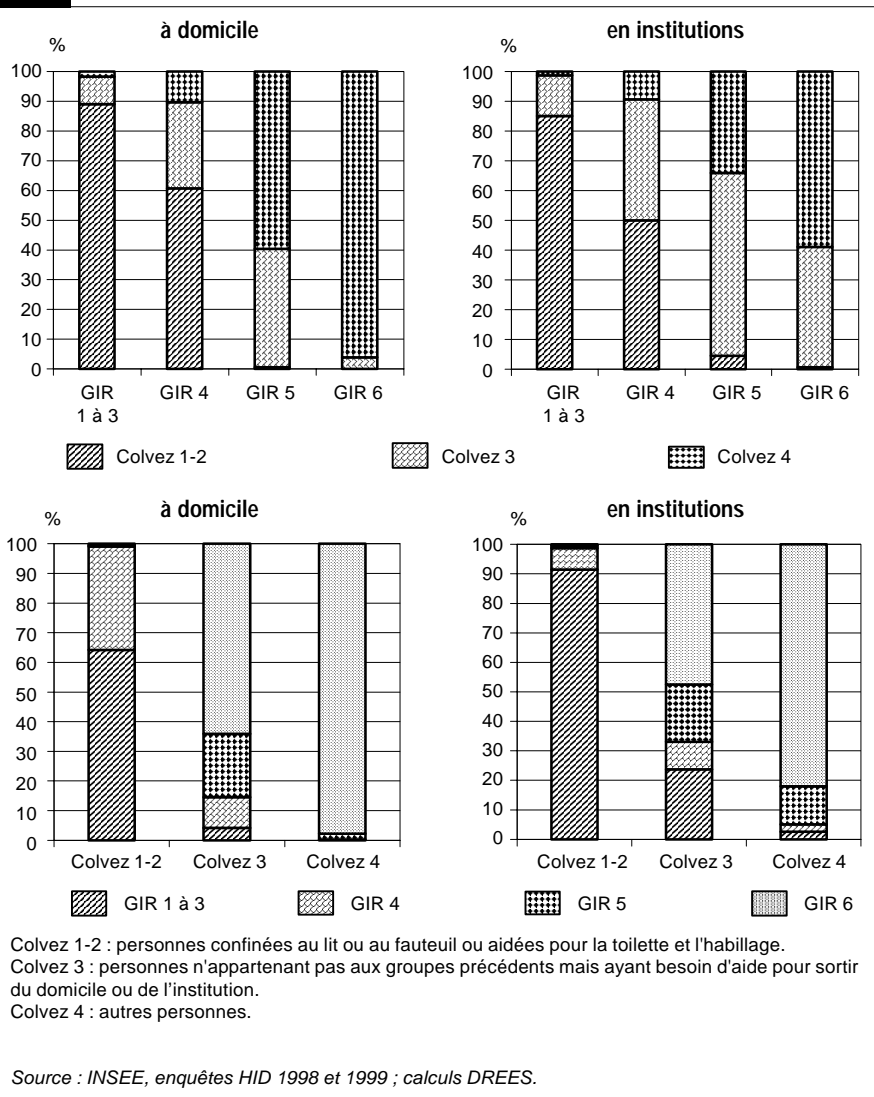 à domicile
en institutions
%
%
100
90
80
70
60
50
40
30
20
10
0
100
90
80
70
60
50
40
30
20
10
0
GIR
1 à 3
GIR 4
GIR 5
GIR 6
GIR
1 à 3
GIR 4
GIR 5
GIR 6
Colvez 1-2
Colvez 3
Colvez 4
à domicile
en institutions
%
%
100
90
80
70
60
50
40
30
20
10
0
100
90
80
70
60
50
40
30
20
10
0
Colvez 1-2
Colvez 3
Colvez 4
Colvez 1-2
Colvez 3
Colvez 4
GIR 1 à 3
GIR 4
GIR 5
GIR 6
Colvez 1-2 : personnes confinées au lit ou au fauteuil ou aidées pour la toilette et l'habillage.
Colvez 3 : personnes n'appartenant pas aux groupes précédents mais ayant besoin d'aide pour sortir
du domicile ou de l’institution.
Colvez 4 : autres personnes.
Source : INSEE, enquêtes HID 1998 et 1999 ; calculs DREES.